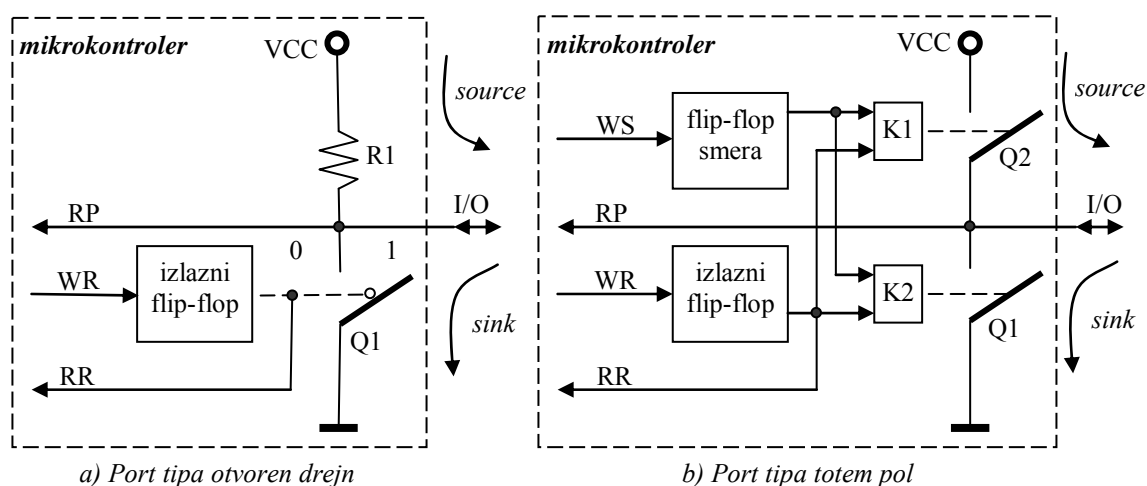 mikrokontroler
VCC
source
R1
RP
I/O
0 1
WR
izlazni
flip-flop
Q1
sink
RR
a) Port tipa otvoren drejn
mikrokontroler
VCC
source
WS
flip-flop
smera
K1
Q2
RP
I/O
WR
izlazni
flip-flop
K2
Q1
sink
RR
b) Port tipa totem pol